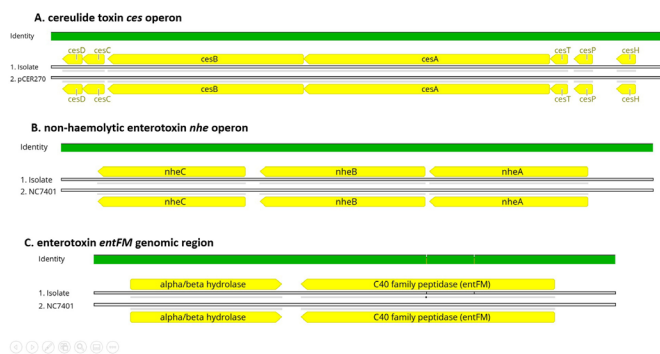 A. cereulide toxin ces operon
Identity
cesD cesC cesB cesA cesT cesP cesH
1. Isolate
2. pCER270
cesD cesC cesB cesA cesT cesP cesH
B. non-haemolytic enterotoxin nhe operon
Identity
nheC nheB nheA
1. Isolate
2. NC7401
nheC nheB nheA
C. enterotoxin entFM genomic region
Identity
alpha/beta hydrolase C40 family peptidase (entFM)
1. Isolate
2. NC7401
alpha/beta hydrolase C40 family peptidase (entFM)